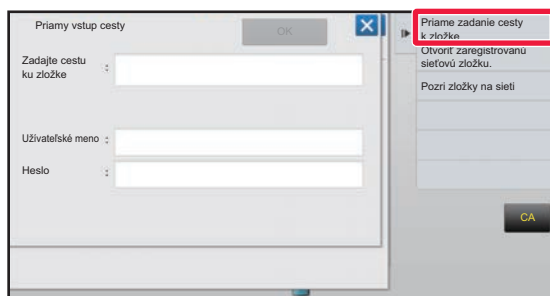 Priamy vstup cesty
OK
Zadajte cestu
ku zložke :
Užívateľské meno :
Heslo :
Priame zadanie cesty
k zložke
Otvoriť zaregistrovanú
sieťovú zložku.
Pozri zložky na sieti
CA